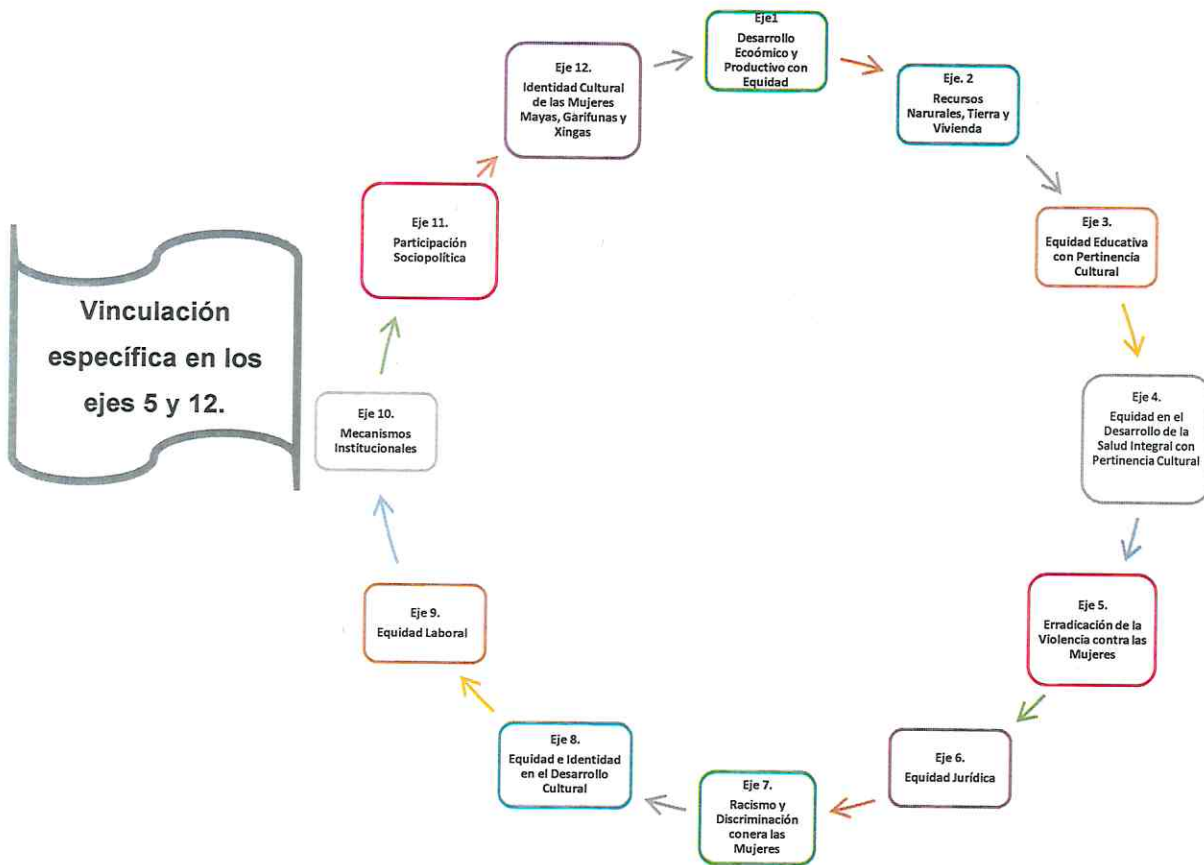 Eje1
Desarrollo
Ecoómico y
Productivo con
Equidad
Eje. 2
Recursos
Narurales, Tierra y
Vivienda
Eje 3.
Equidad Educativa
con Pertinencia
Cultural
Eje 4.
Equidad en el
Desarrollo de la
Salud Integral con
Pertinencia Cultural
Eje 5.
Erradicación de la
Violencia contra las
Mujeres
Eje 6.
Equidad Jurídica
Eje 7.
Racismo y
Discriminación
conera las
Mujeres
Eje 8.
Equidad e Identidad
en el Desarrollo
Cultural
Eje 9.
Equidad Laboral
Eje 10.
Mecanismos
Institucionales
Eje 11.
Participación
Sociopolítica
Eje 12.
Identidad Cultural
de las Mujeres
Mayas, Garífunas y
Xingas
Vinculación
específica en los
ejes 5 y 12.